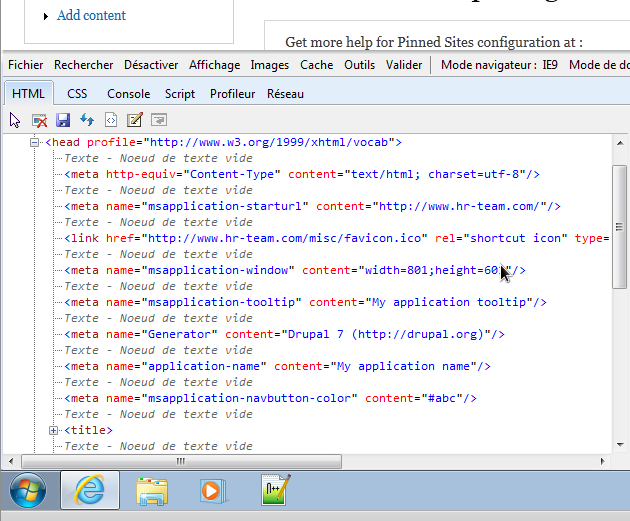 Add content
Get more help for Pinned Sites configuration at :
Fichier Rechercher Désactiver Affichage Images Cache Outils Valider Mode navigateur : IE9 Mode de do
HTML CSS Console Script Profileur Réseau
<head profile="http://www.w3.org/1999/xhtml/vocab">
Texte - Noeud de texte vide
<meta http-equiv="Content-Type" content="text/html; charset=utf-8"/>
Texte - Noeud de texte vide
<meta name="msapplication-starturl" content="http://www.hr-team.com/"/>
Texte - Noeud de texte vide
<link href="http://www.hr-team.com/misc/favicon.ico" rel="shortcut icon" type=
Texte - Noeud de texte vide
<meta name="msapplication-window" content="width=801;height=60 "/>
Texte - Noeud de texte vide
<meta name="msapplication-tooltip" content="My application tooltip"/>
Texte - Noeud de texte vide
<meta name="Generator" content="Drupal 7 (http://drupal.org)"/>
Texte - Noeud de texte vide
<meta name="application-name" content="My application name"/>
Texte - Noeud de texte vide
<meta name="msapplication-navbutton-color" content="#abc"/>
Texte - Noeud de texte vide
<title>
Texte - Noeud de texte vide